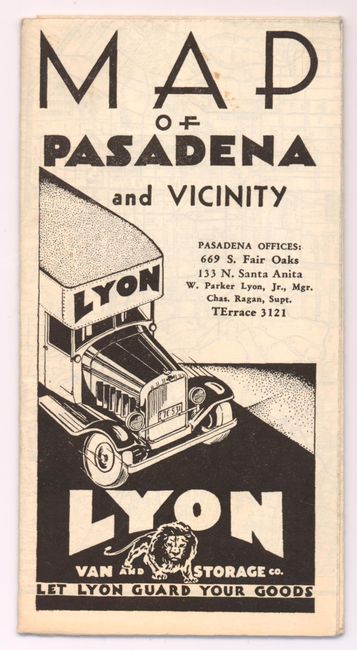 MAP
OF
PASADENA
and VICINITY
PASADENA OFFICES:
669 S. Fair Oaks
133 N. Santa Anita
W. Parker Lyon, Jr., Mgr.
Chas. Ragan, Supt.
TErrace 3121
LYON
LYON
VAN AND STORAGE CO.
LET LYON GUARD YOUR GOODS